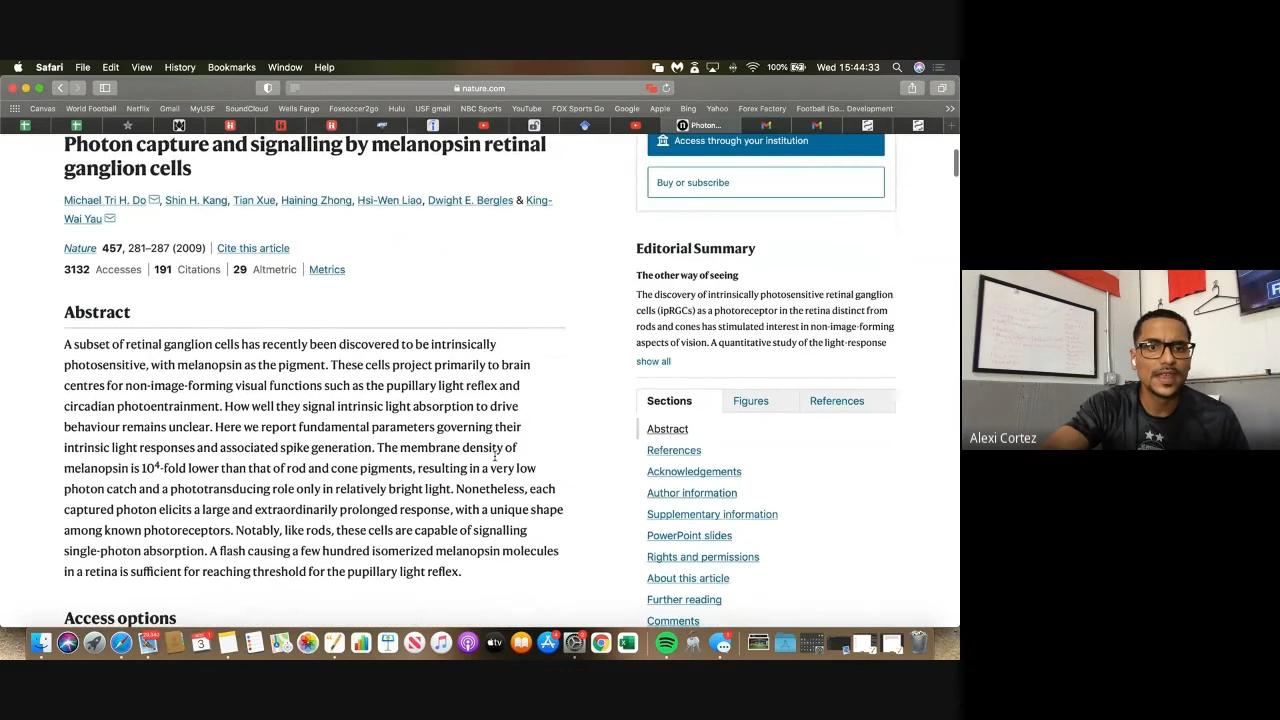 Safari File Edit View History Bookmarks Window Help
100% Wed 15:44:33
nature.com
Canvas World Football Netflix Gmail MyUSF SoundCloud Wells Fargo Foxsoccer2go Hulu USF gmail NBC Sports YouTube FOX Sports Go Google Apple Bing Yahoo Forex Factory Football (So... Development
Photon...
Photon capture and signalling by melanopsin retinal
ganglion cells
Michael Tri H. Do, Shin H. Kang, Tian Xue, Haining Zhong, Hsi-Wen Liao, Dwight E. Bergles & King-
Wai Yau
Nature 457, 281–287 (2009) | Cite this article
3132 Accesses | 191 Citations | 29 Altmetric | Metrics
Abstract
A subset of retinal ganglion cells has recently been discovered to be intrinsically
photosensitive, with melanopsin as the pigment. These cells project primarily to brain
centres for non-image-forming visual functions such as the pupillary light reflex and
circadian photoentrainment. How well they signal intrinsic light absorption to drive
behaviour remains unclear. Here we report fundamental parameters governing their
intrinsic light responses and associated spike generation. The membrane density of
melanopsin is 10⁴-fold lower than that of rod and cone pigments, resulting in a very low
photon catch and a phototransducing role only in relatively bright light. Nonetheless, each
captured photon elicits a large and extraordinarily prolonged response, with a unique shape
among known photoreceptors. Notably, like rods, these cells are capable of signalling
single-photon absorption. A flash causing a few hundred isomerized melanopsin molecules
in a retina is sufficient for reaching threshold for the pupillary light reflex.
Access options
Access through your institution
Buy or subscribe
Editorial Summary
The other way of seeing
The discovery of intrinsically photosensitive retinal ganglion
cells (ipRGCs) as a photoreceptor in the retina distinct from
rods and cones has stimulated interest in non-image-forming
aspects of vision. A quantitative study of the light-response
show all
Sections Figures References
Abstract
References
Acknowledgements
Author information
Supplementary information
PowerPoint slides
Rights and permissions
About this article
Further reading
Comments
Alexi Cortez